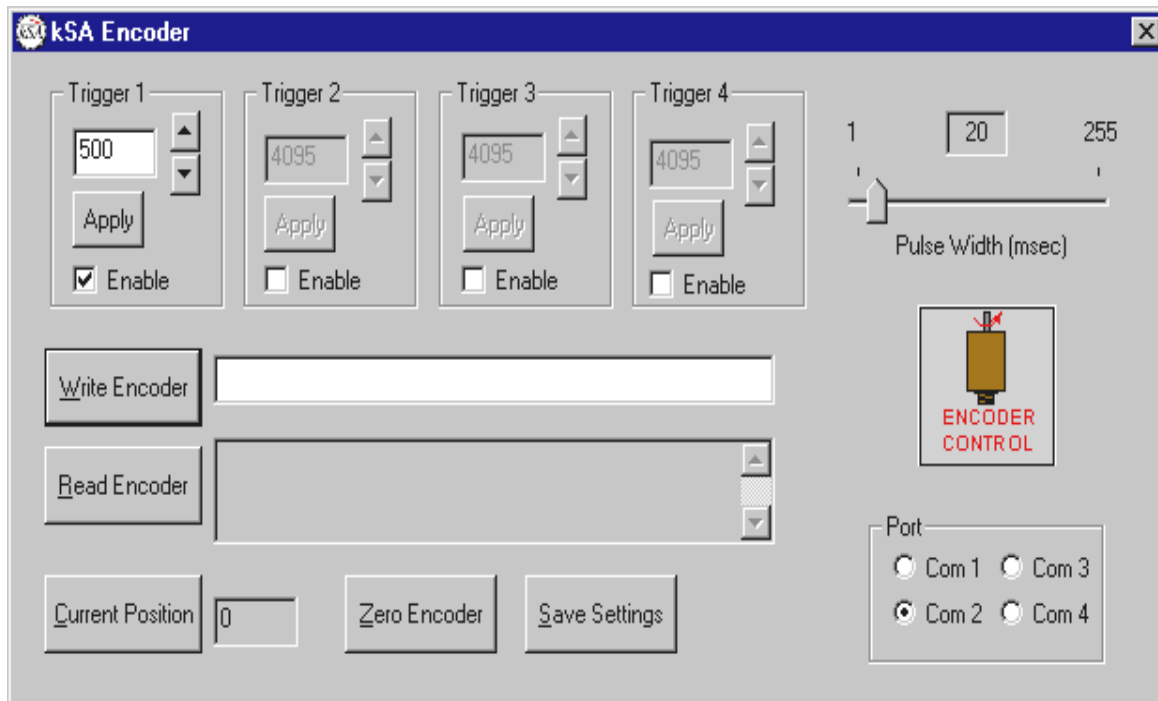 kSA Encoder
Trigger 1
500
Apply
Enable
Trigger 2
4095
Apply
Enable
Trigger 3
4095
Apply
Enable
Trigger 4
4095
Apply
Enable
1 20 255
Pulse Width (msec)
Write Encoder
Read Encoder
ENCODER
CONTROL
Current Position 0
Zero Encoder
Save Settings
Port
Com 1 Com 3
Com 2 Com 4